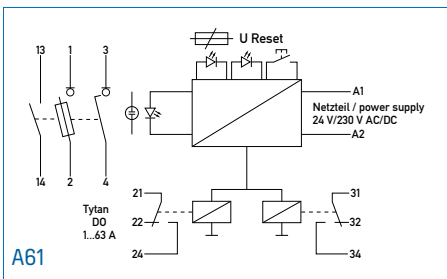 U Reset
13 1 3
A1
Netzteil / power supply
24 V/230 V AC/DC
A2
14 2 4
21 31
Tytan
DO
1...63 A
22 32
24 34
A61